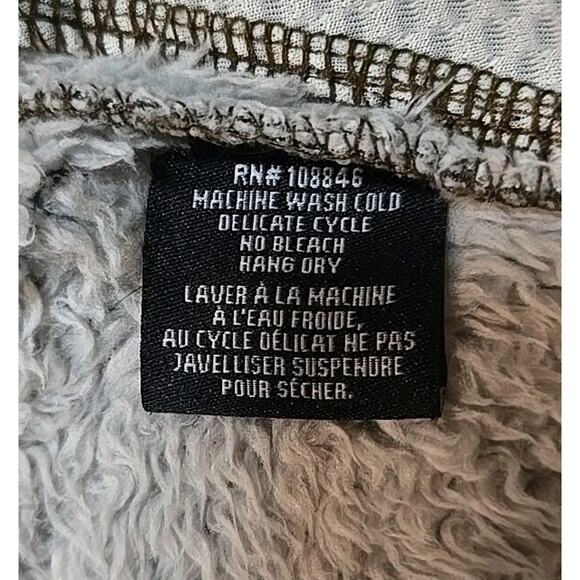 RN# 108846
MACHINE WASH COLD
DELICATE CYCLE
NO BLEACH
HANG DRY
LAVER À LA MACHINE
À L'EAU FROIDE,
AU CYCLE DÉLICAT NE PAS
JAVELLISER SUSPENDRE
POUR SÉCHER.